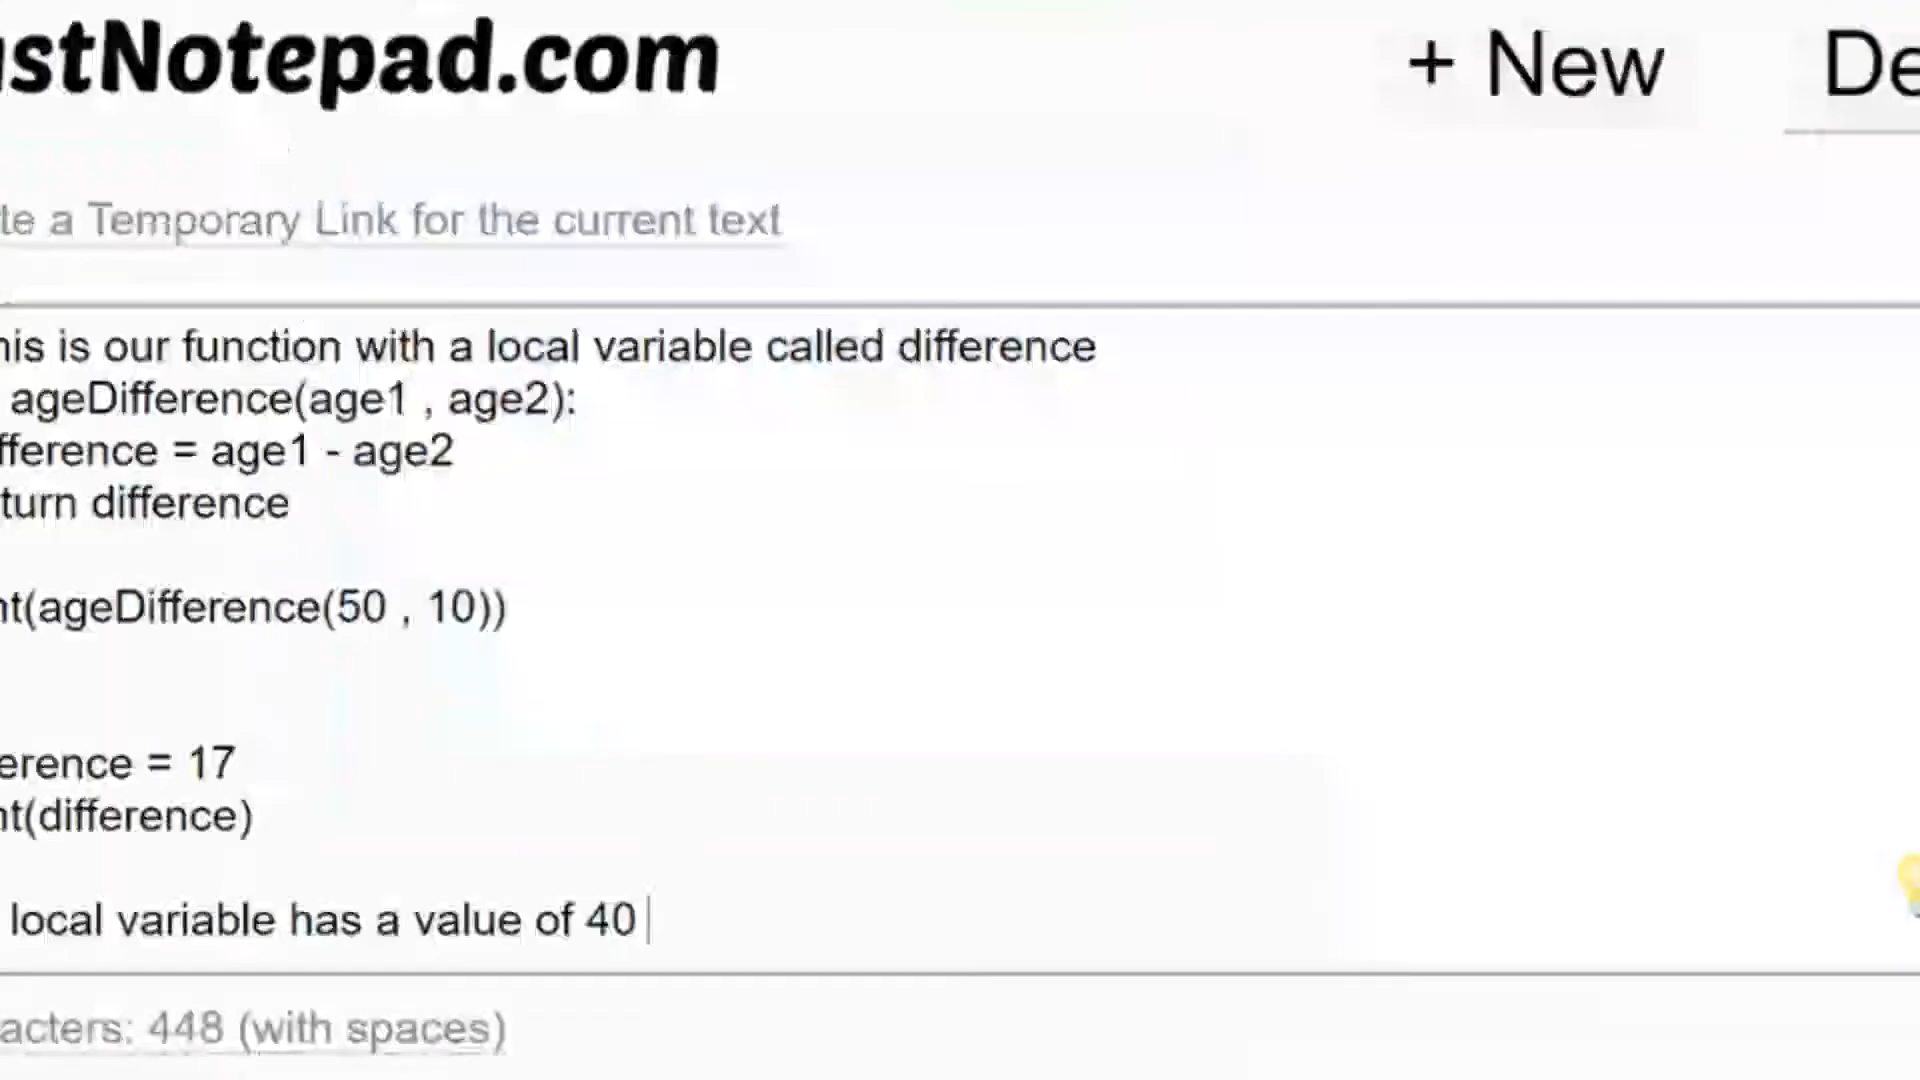 stNotepad.com
+ New
De
te a Temporary Link for the current text
his is our function with a local variable called difference
ageDifference(age1 , age2):
fference = age1 - age2
turn difference
nt(ageDifference(50 , 10))
erence = 17
nt(difference)
local variable has a value of 40
acters: 448 (with spaces)